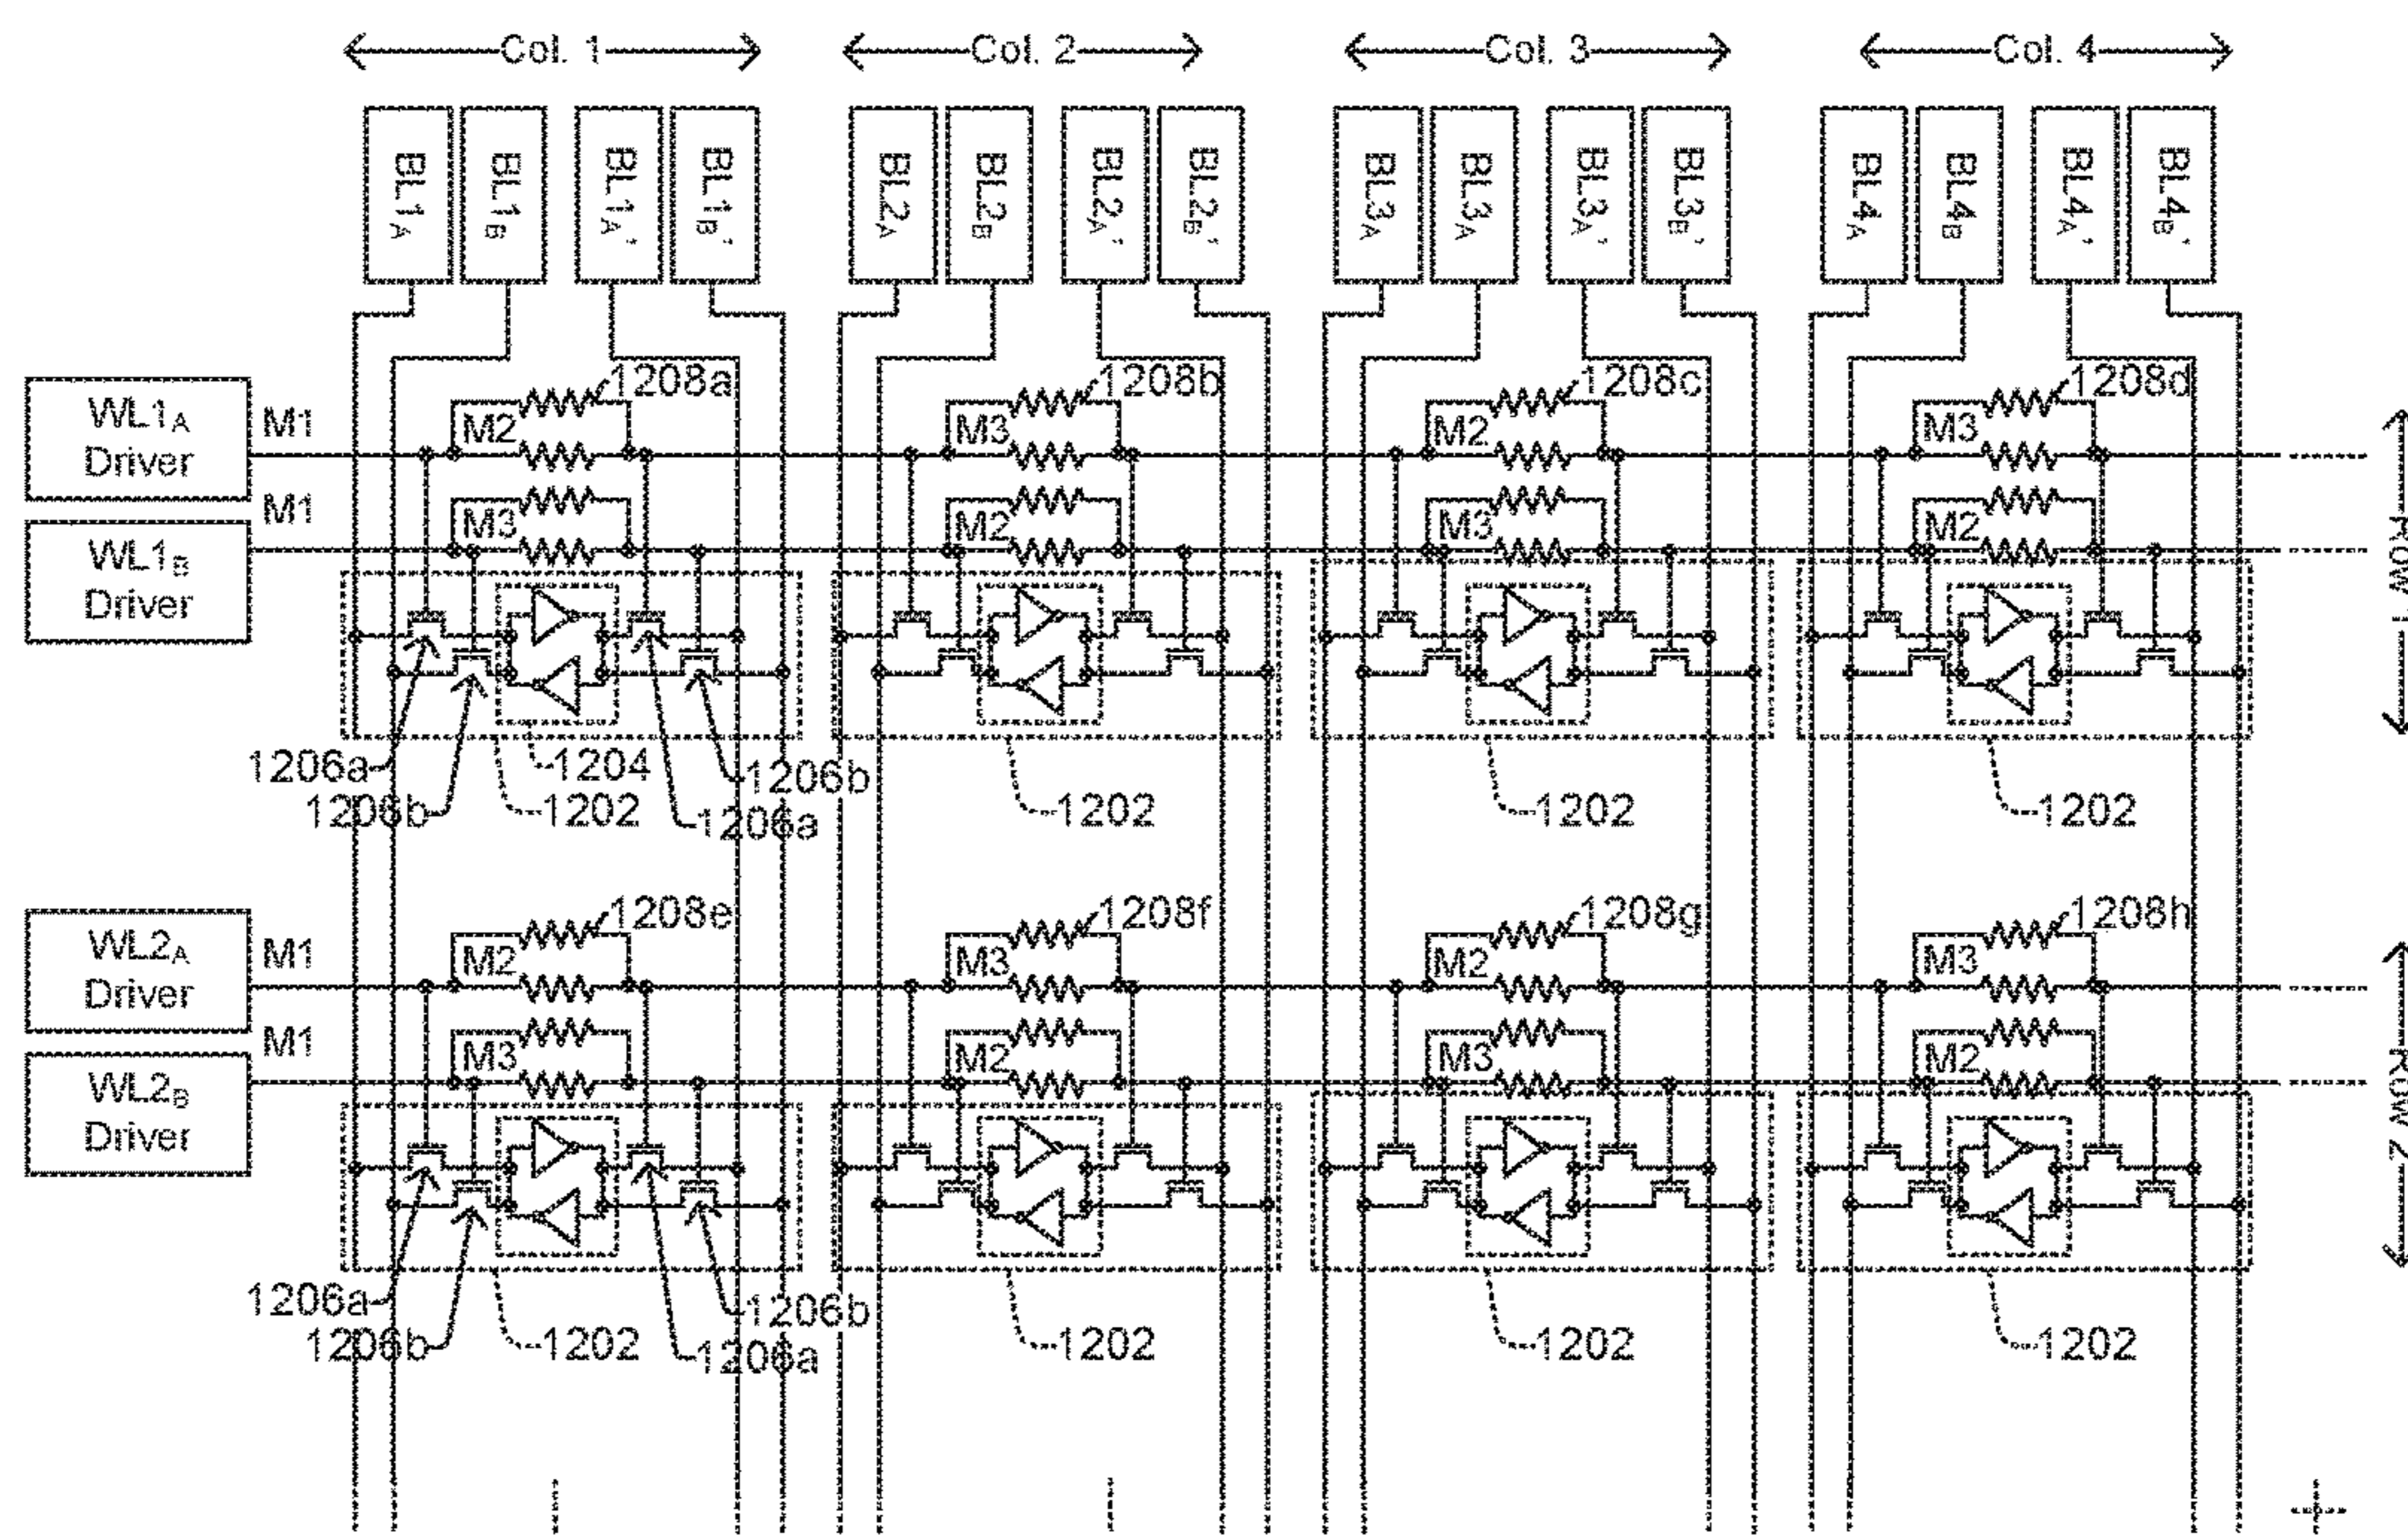 Col. 1 Col. 2 Col. 3 Col. 4
BL1A BL1B BL1A' BL1B' BL2A BL2B BL2A' BL2B' BL3A BL3A BL3A' BL3B' BL4A BL4B BL4A' BL4B'
1208a 1208b 1208c 1208d
WL1A Driver M1 M2 M3 M2 M3
WL1B Driver M1 M3 M2 M3 M2
Row 1
1206a 1204 1206b
1206b 1202 1206a 1202 1202 1202
1208e 1208f 1208g 1208h
WL2A Driver M1 M2 M3 M2 M3
WL2B Driver M1 M3 M2 M3 M2
Row 2
1206a 1206b
1206b 1202 1206a 1202 1202 1202